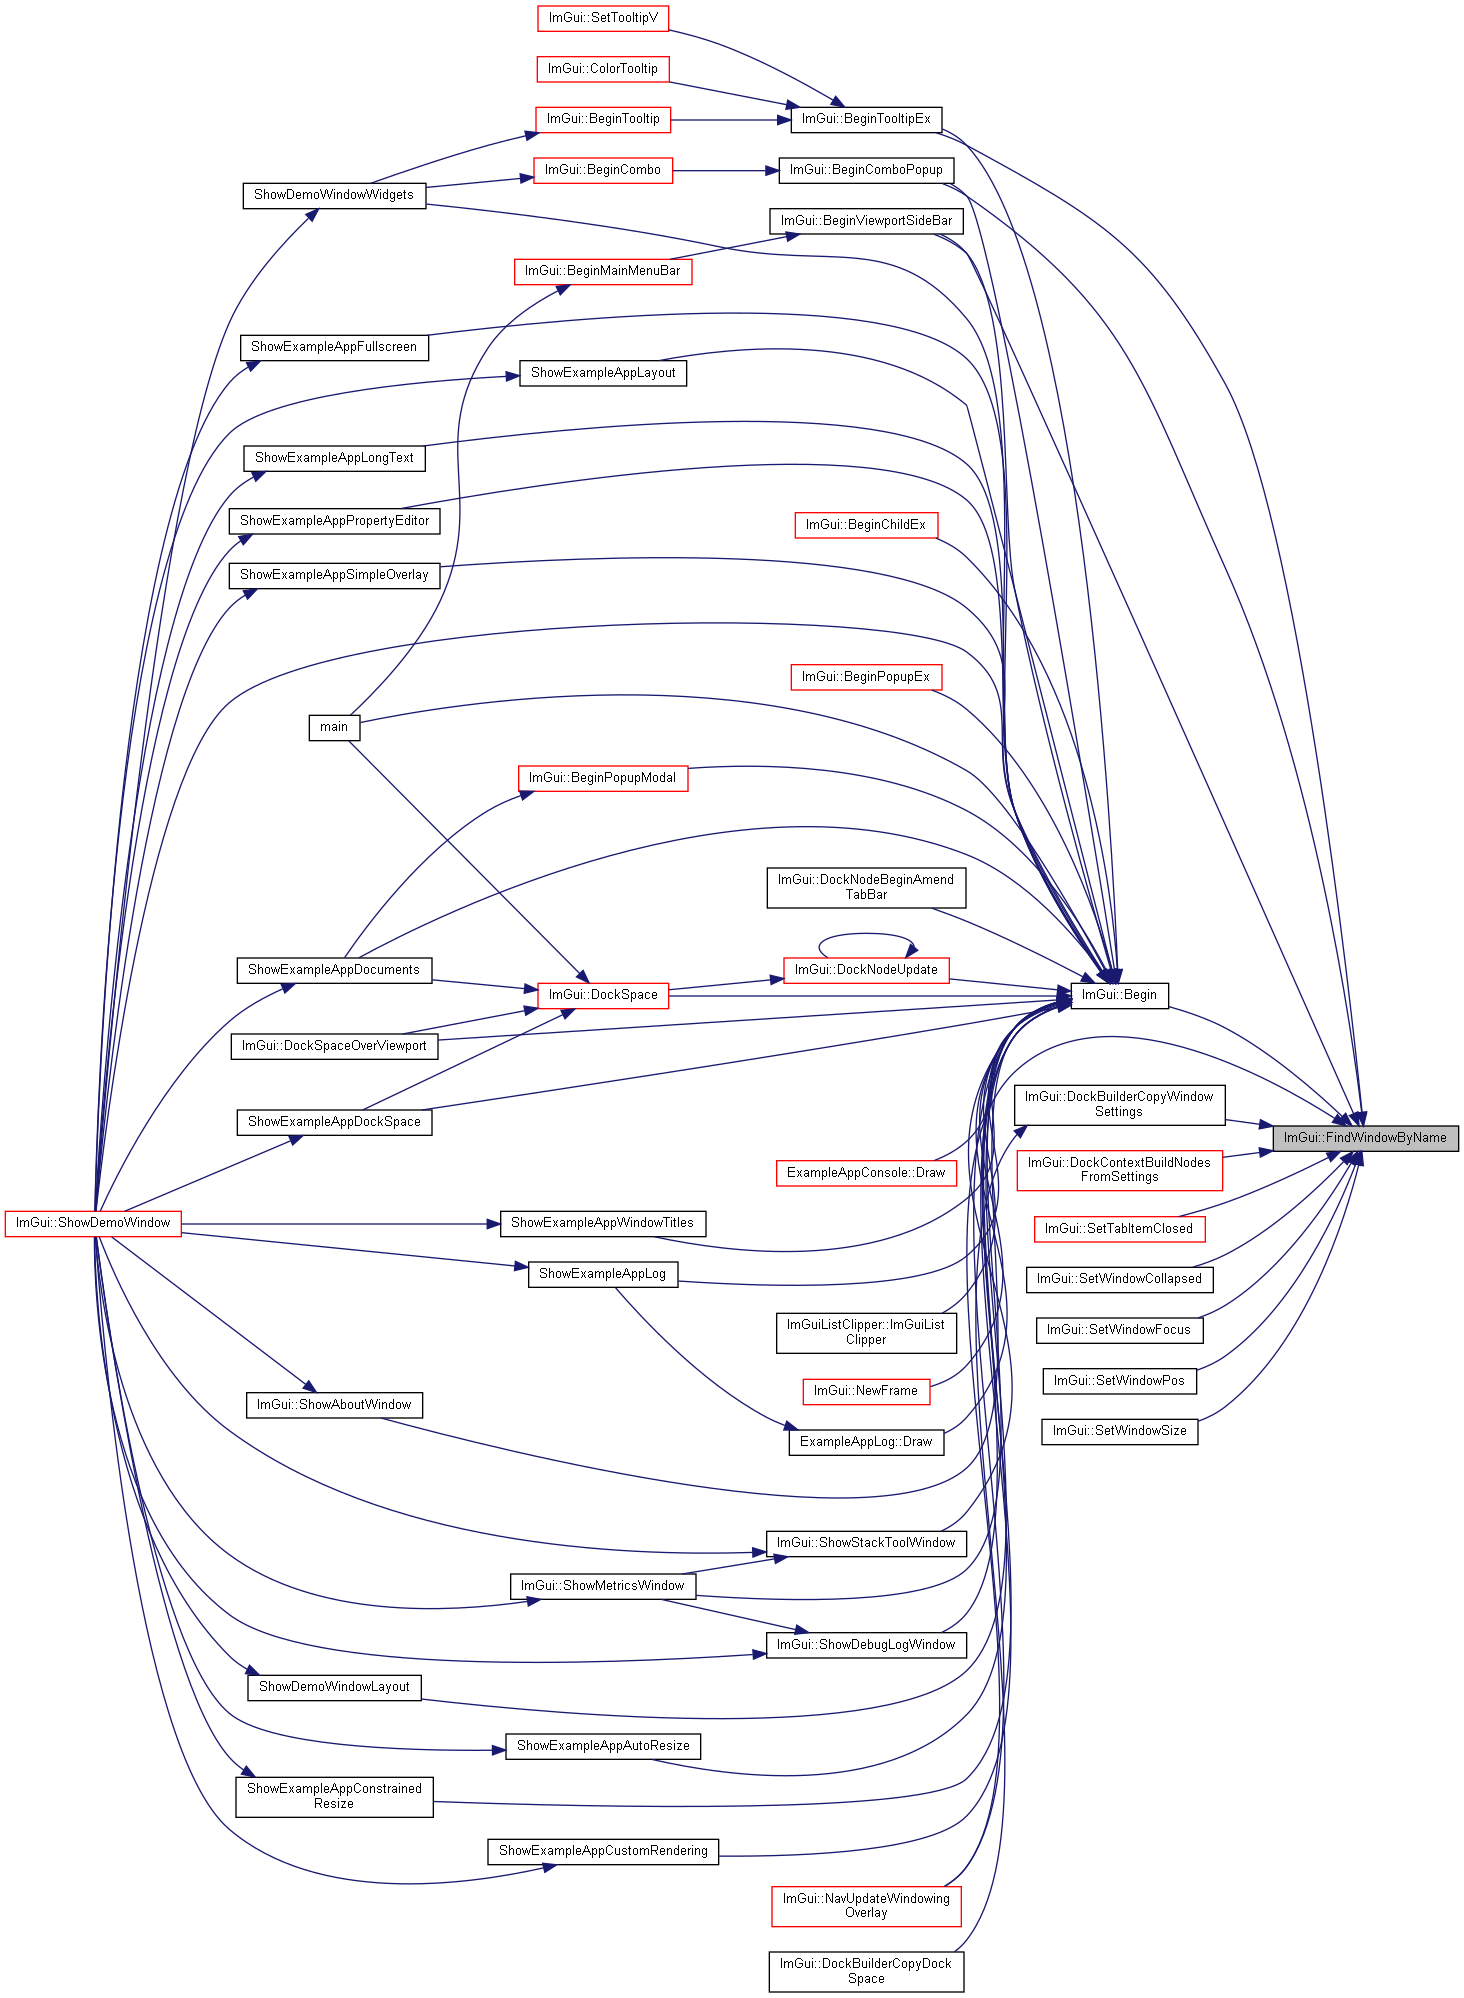 ImGui::SetTooltipV
ImGui::ColorTooltip
ImGui::BeginTooltip
ImGui::BeginTooltipEx
ImGui::BeginCombo
ImGui::BeginComboPopup
ShowDemoWindowWidgets
ImGui::BeginViewportSideBar
ImGui::BeginMainMenuBar
ShowExampleAppFullscreen
ShowExampleAppLayout
ShowExampleAppLongText
ShowExampleAppPropertyEditor
ImGui::BeginChildEx
ShowExampleAppSimpleOverlay
ImGui::BeginPopupEx
main
ImGui::BeginPopupModal
ImGui::DockNodeBeginAmend
TabBar
ShowExampleAppDocuments
ImGui::DockNodeUpdate
ImGui::DockSpace
ImGui::Begin
ImGui::DockSpaceOverViewport
ImGui::DockBuilderCopyWindow
Settings
ShowExampleAppDockSpace
ImGui::FindWindowByName
ExampleAppConsole::Draw
ImGui::DockContextBuildNodes
FromSettings
ImGui::ShowDemoWindow
ShowExampleAppWindowTitles
ImGui::SetTabItemClosed
ShowExampleAppLog
ImGui::SetWindowCollapsed
ImGuiListClipper::ImGuiList
Clipper
ImGui::SetWindowFocus
ImGui::NewFrame
ImGui::SetWindowPos
ImGui::ShowAboutWindow
ExampleAppLog::Draw
ImGui::SetWindowSize
ImGui::ShowStackToolWindow
ImGui::ShowMetricsWindow
ImGui::ShowDebugLogWindow
ShowDemoWindowLayout
ShowExampleAppAutoResize
ShowExampleAppConstrained
Resize
ShowExampleAppCustomRendering
ImGui::NavUpdateWindowing
Overlay
ImGui::DockBuilderCopyDock
Space